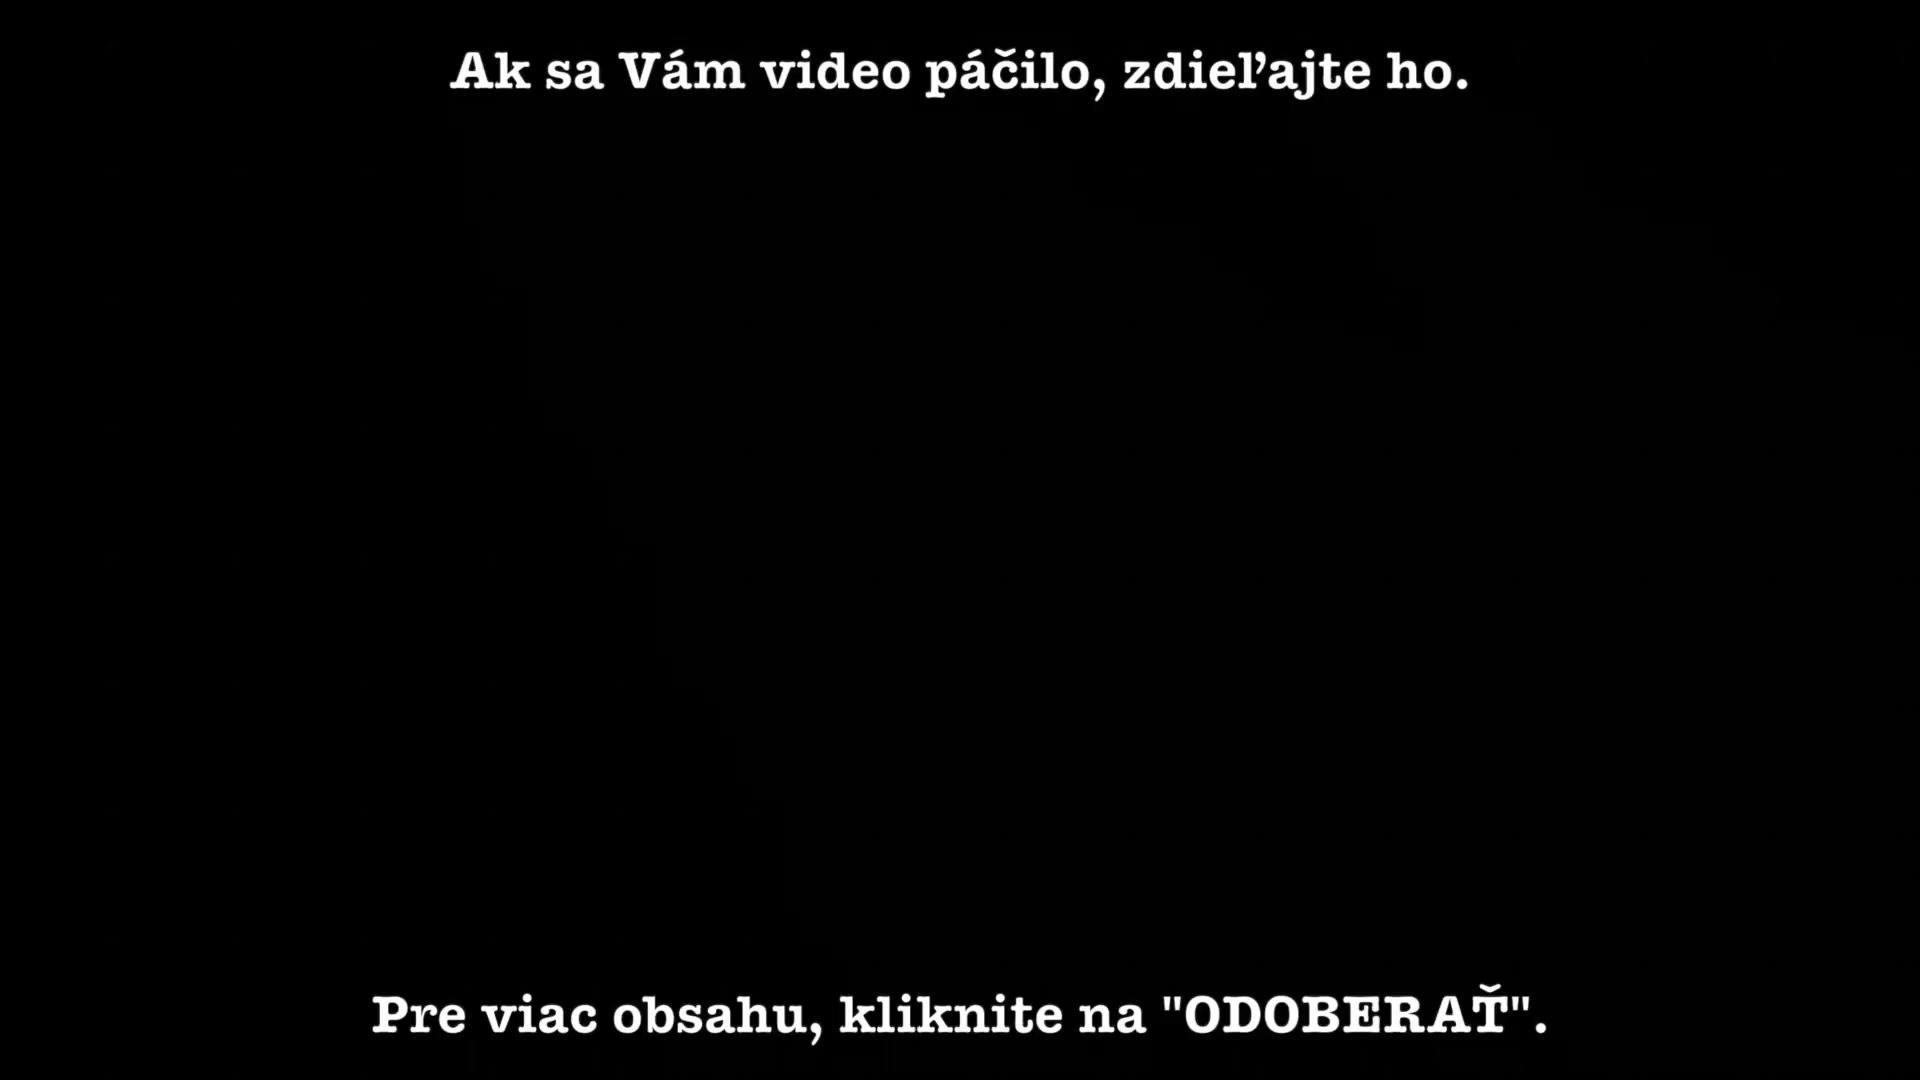 Ak sa Vám video páčilo, zdieľajte ho.
Pre viac obsahu, kliknite na "ODOBERAŤ".